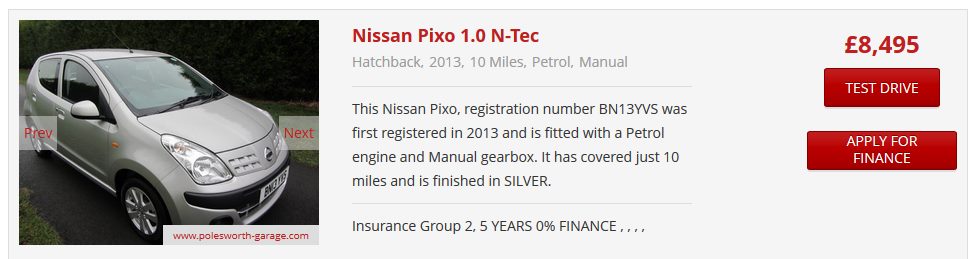 Nissan Pixo 1.0 N-Tec
Hatchback, 2013, 10 Miles, Petrol, Manual
This Nissan Pixo, registration number BN13YVS was
first registered in 2013 and is fitted with a Petrol
engine and Manual gearbox. It has covered just 10
miles and is finished in SILVER.
Insurance Group 2, 5 YEARS 0% FINANCE , , , ,
£8,495
TEST DRIVE
APPLY FOR
FINANCE
Prev
Next
BN13 YVS
www.polesworth-garage.com